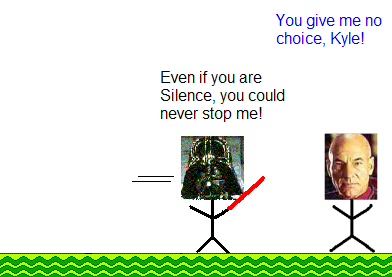 You give me no
choice, Kyle!
Even if you are
Silence, you could
never stop me!